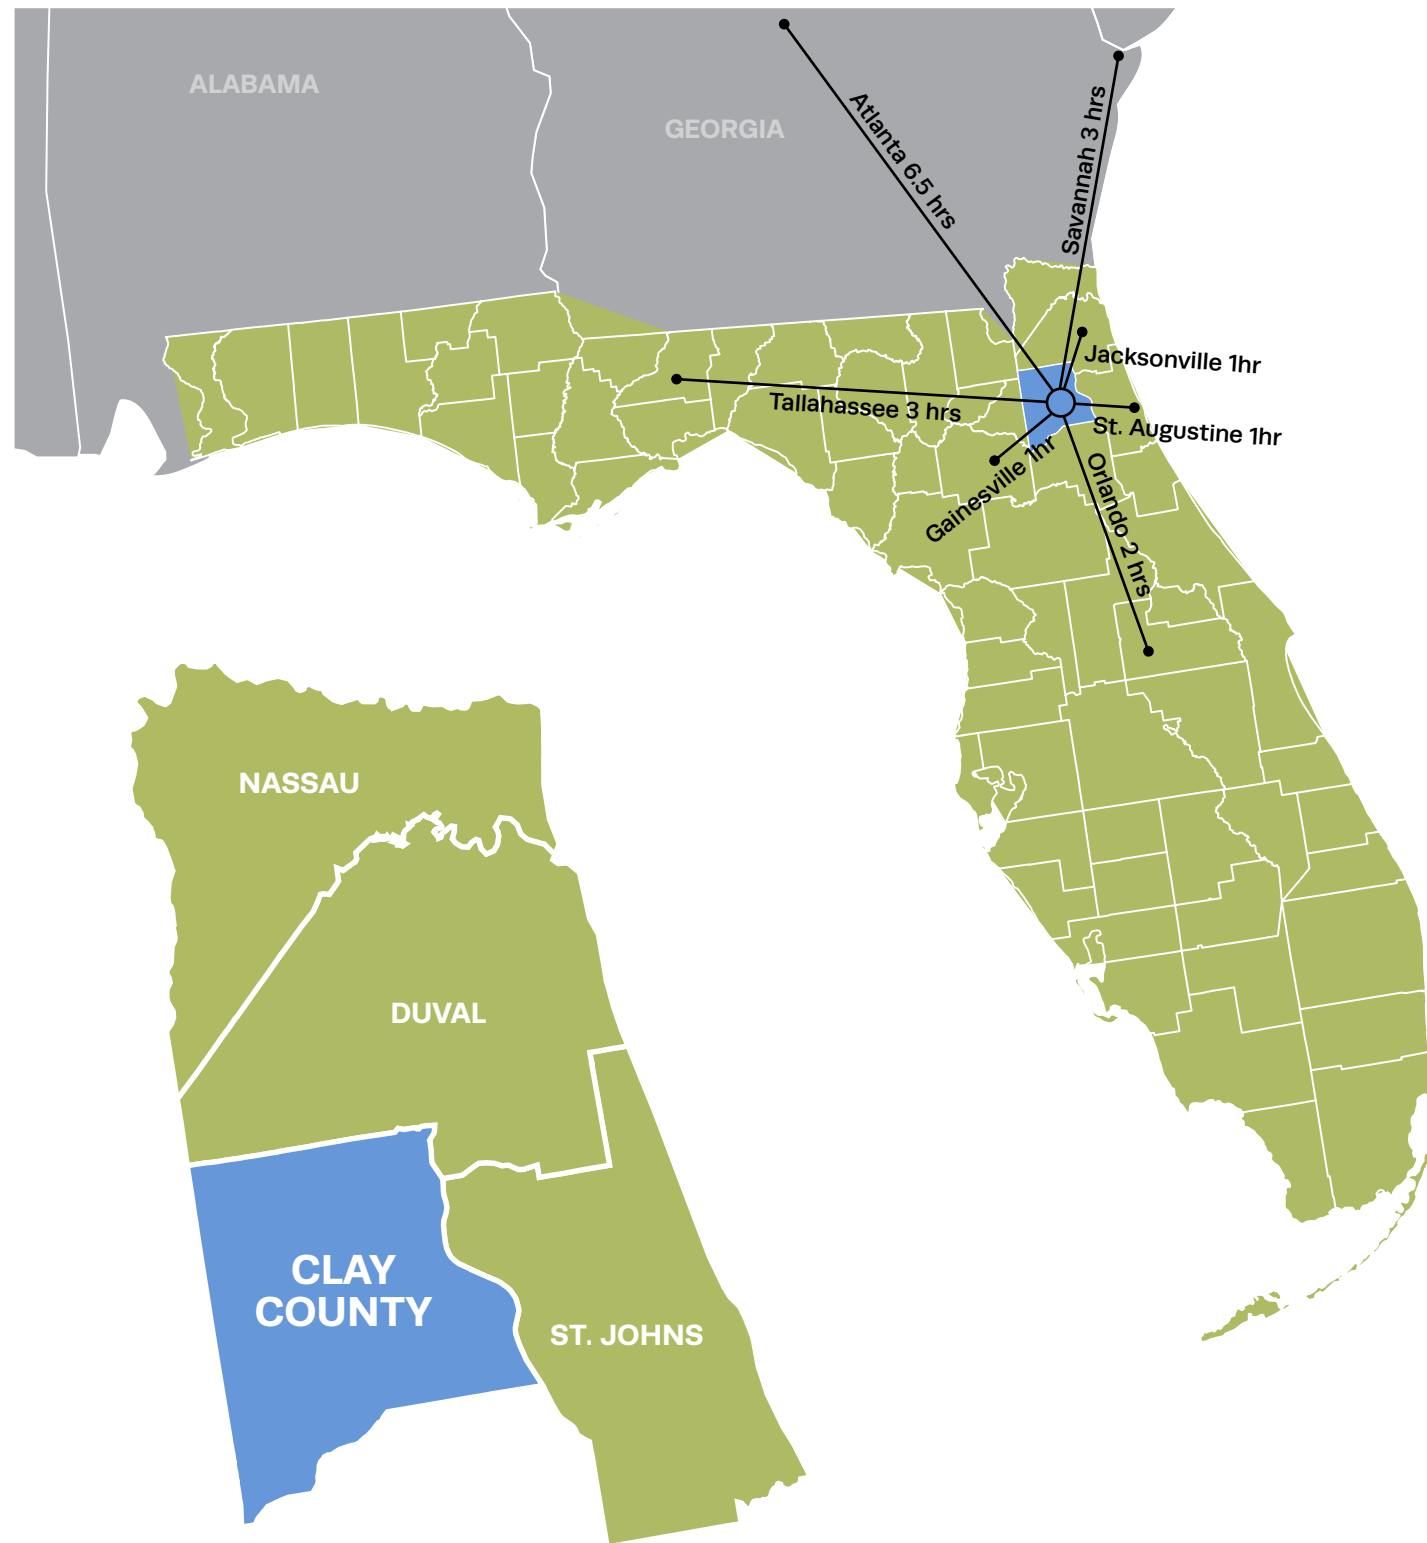 ALABAMA
GEORGIA
Atlanta 6.5 hrs
Savannah 3 hrs
Jacksonville 1hr
Tallahassee 3 hrs
St. Augustine 1hr
Gainesville 1hr
Orlando 2 hrs
NASSAU
DUVAL
CLAY
COUNTY
ST. JOHNS